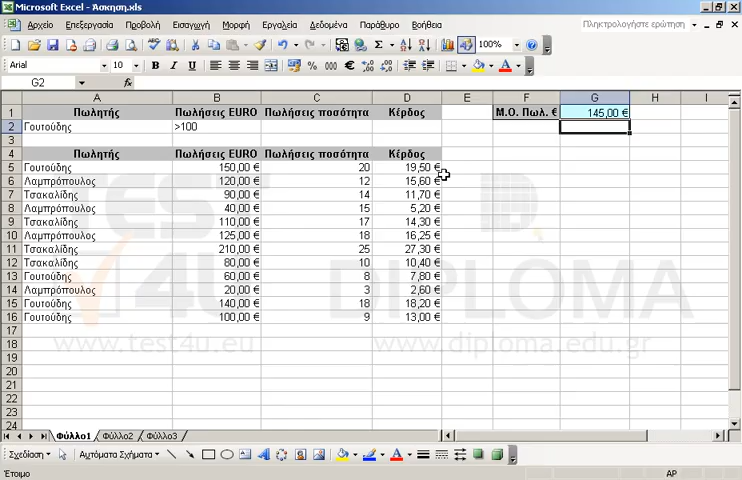 Microsoft Excel - Άσκηση.xls
Αρχείο Επεξεργασία Προβολή Εισαγωγή Μορφή Εργαλεία Δεδομένα Παράθυρο Βοήθεια Πληκτρολογήστε ερώτηση
100%
Arial 10 B I U % 000
G2 fx
A B C D E F G H I
1 Πωλητής Πωλήσεις EURO Πωλήσεις ποσότητα Κέρδος Μ.Ο. Πωλ. € 145,00 €
2 Γουτούδης >100
3
4 Πωλητής Πωλήσεις EURO Πωλήσεις ποσότητα Κέρδος
5 Γουτούδης 150,00 € 20 19,50 €
6 Λαμπρόπουλος 120,00 € 12 15,60 €
7 Τσακαλίδης 90,00 € 14 11,70 €
8 Λαμπρόπουλος 40,00 € 15 5,20 €
9 Τσακαλίδης 110,00 € 17 14,30 €
10 Λαμπρόπουλος 125,00 € 18 16,25 €
11 Τσακαλίδης 210,00 € 25 27,30 €
12 Τσακαλίδης 80,00 € 10 10,40 €
13 Γουτούδης 60,00 € 8 7,80 €
14 Λαμπρόπουλος 20,00 € 3 2,60 €
15 Γουτούδης 140,00 € 18 18,20 €
16 Γουτούδης 100,00 € 9 13,00 €
17
18
19
20
21
22
23
24
TEST 4U D. DIPLOMA
www.test4u.eu www.diploma.edu.gr
Φύλλο1 Φύλλο2 Φύλλο3
Σχεδίαση Αυτόματα Σχήματα
Έτοιμο AP